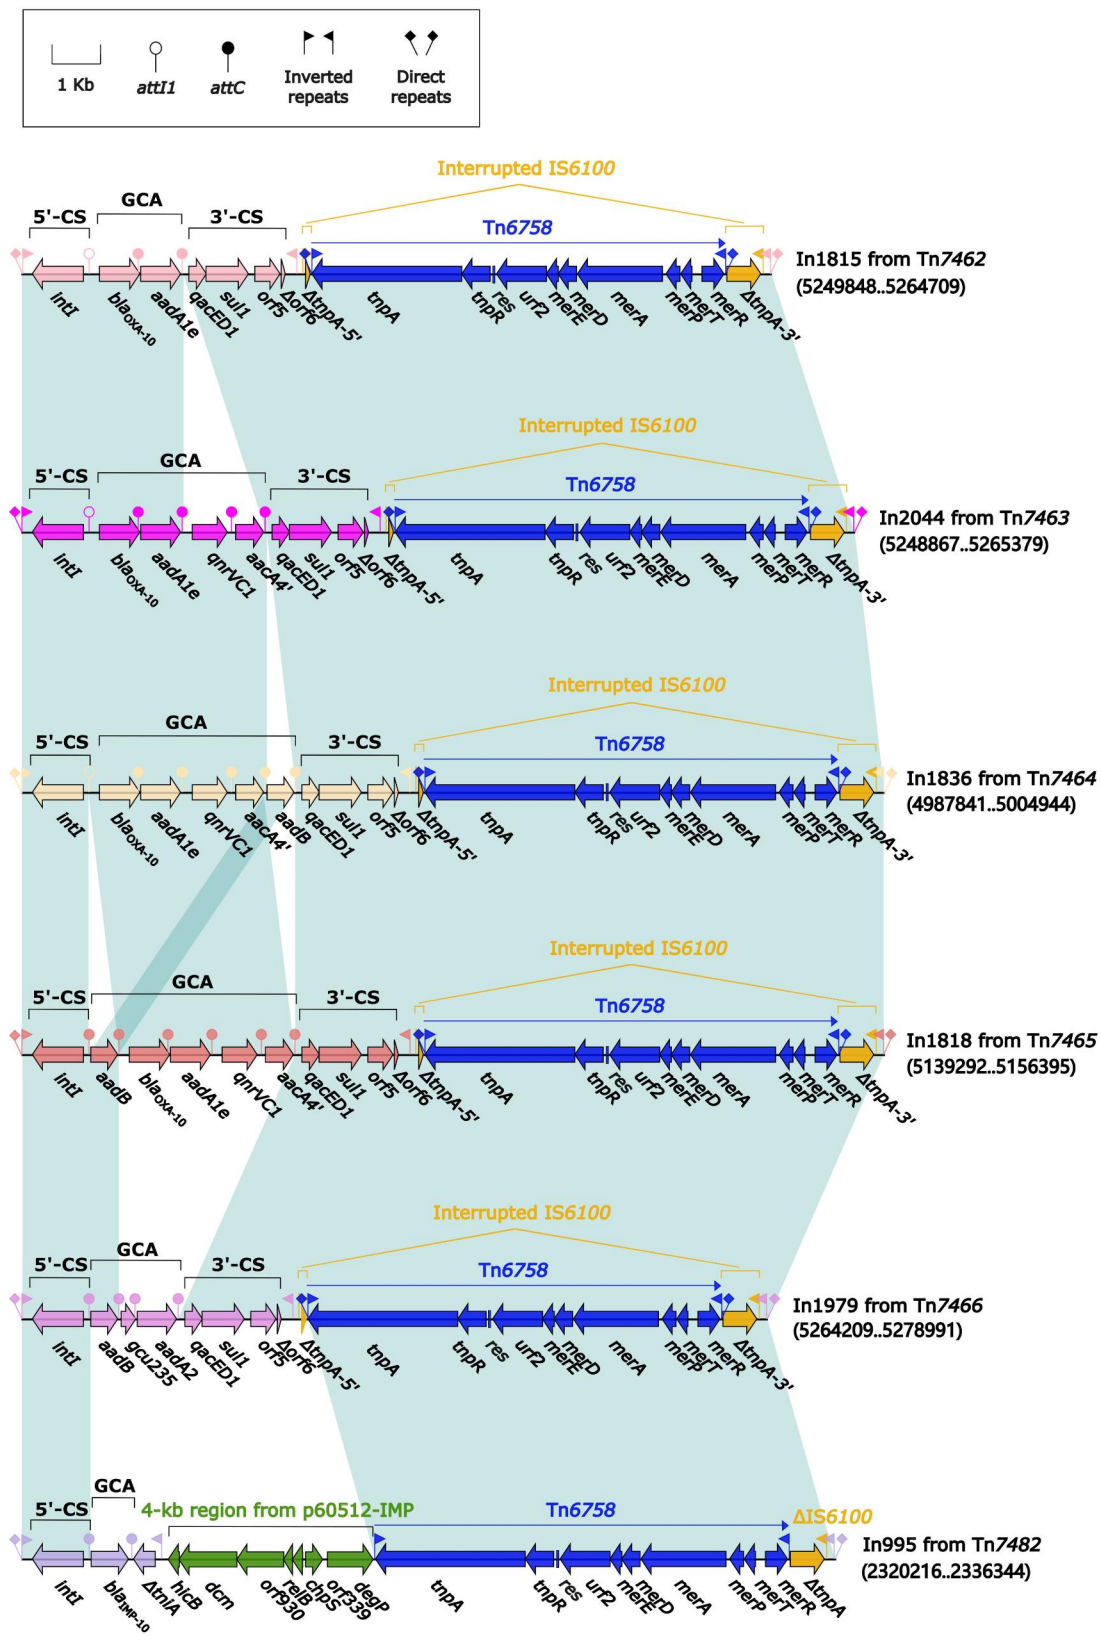 1 Kb
attI1
attC
Inverted
repeats
Direct
repeats
Interrupted IS6100
5'-CS GCA 3'-CS Tn6758
In1815 from Tn7462
(5249848..5264709)
intI blaOXA-10 aadA1e qacED1 sul1 orf5 Δorf6 ΔtnpA-5' tnpA tnpR res urf2 merE merD merA merP merT merR ΔtnpA-3'
Interrupted IS6100
5'-CS GCA 3'-CS Tn6758
In2044 from Tn7463
(5248867..5265379)
intI blaOXA-10 aadA1e qnrVC1 aacA4' qacED1 sul1 orf5 Δorf6 ΔtnpA-5' tnpA tnpR res urf2 merE merD merA merP merT merR ΔtnpA-3'
Interrupted IS6100
5'-CS GCA 3'-CS Tn6758
In1836 from Tn7464
(4987841..5004944)
intI blaOXA-10 aadA1e qnrVC1 aacA4' aadB qacED1 sul1 orf5 Δorf6 ΔtnpA-5' tnpA tnpR res urf2 merE merD merA merP merT merR ΔtnpA-3'
Interrupted IS6100
5'-CS GCA 3'-CS Tn6758
In1818 from Tn7465
(5139292..5156395)
intI aadB blaOXA-10 aadA1e qnrVC1 aacA4' qacED1 sul1 orf5 Δorf6 ΔtnpA-5' tnpA tnpR res urf2 merE merD merA merP merT merR ΔtnpA-3'
Interrupted IS6100
5'-CS GCA 3'-CS Tn6758
In1979 from Tn7466
(5264209..5278991)
intI aadB gcu235 aadA2 qacED1 sul1 orf5 Δorf6 ΔtnpA-5' tnpA tnpR res urf2 merE merD merA merP merT merR ΔtnpA-3'
5'-CS GCA 4-kb region from p60512-IMP Tn6758 ΔIS6100
In995 from Tn7482
(2320216..2336344)
intI blaIMP-10 ΔtniA hicB dcm orf930 relB chpS orf339 degP tnpA tnpR res urf2 merE merD merA merP merT merR ΔtnpA